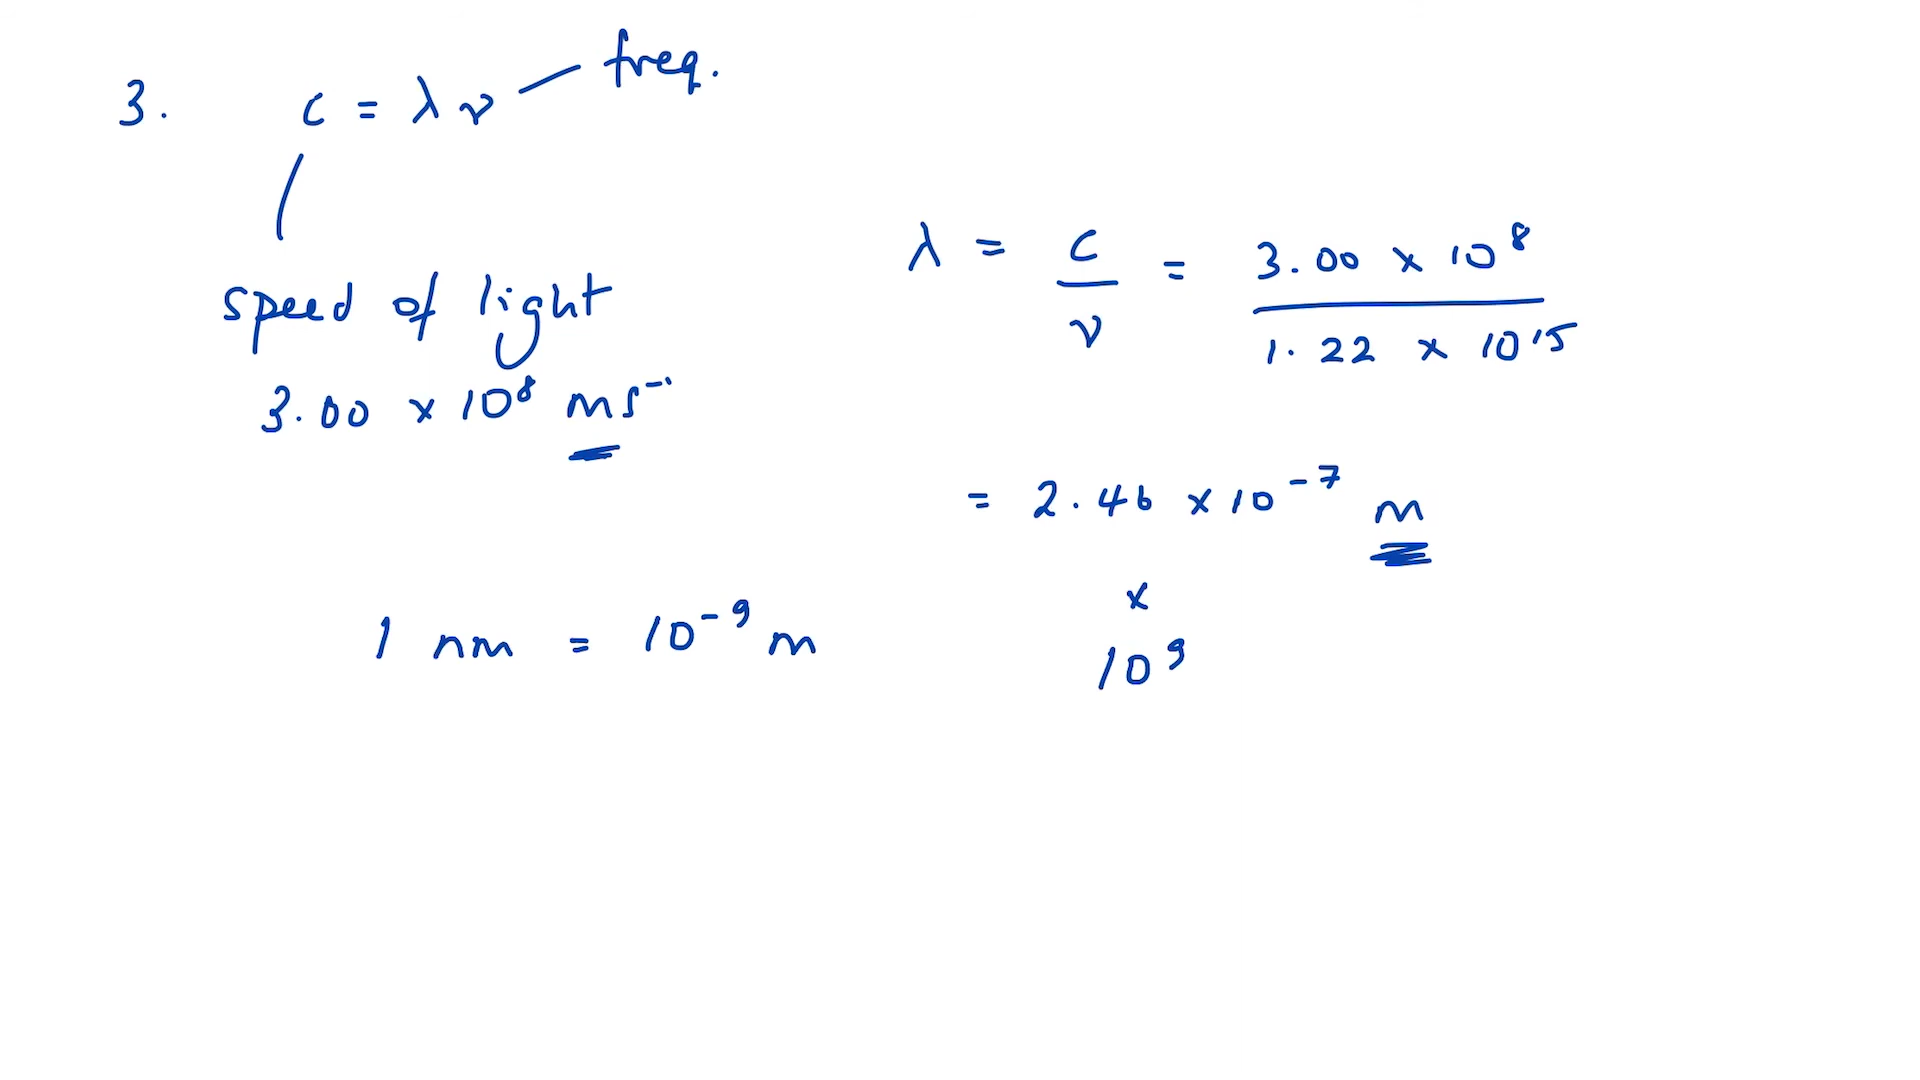 3. c = λν — freq.
speed of light
3.00 × 10⁸ ms⁻¹
1 nm = 10⁻⁹ m
λ = c/ν = 3.00 × 10⁸ / 1.22 × 10¹⁵
= 2.46 × 10⁻⁷ m
×
10⁹